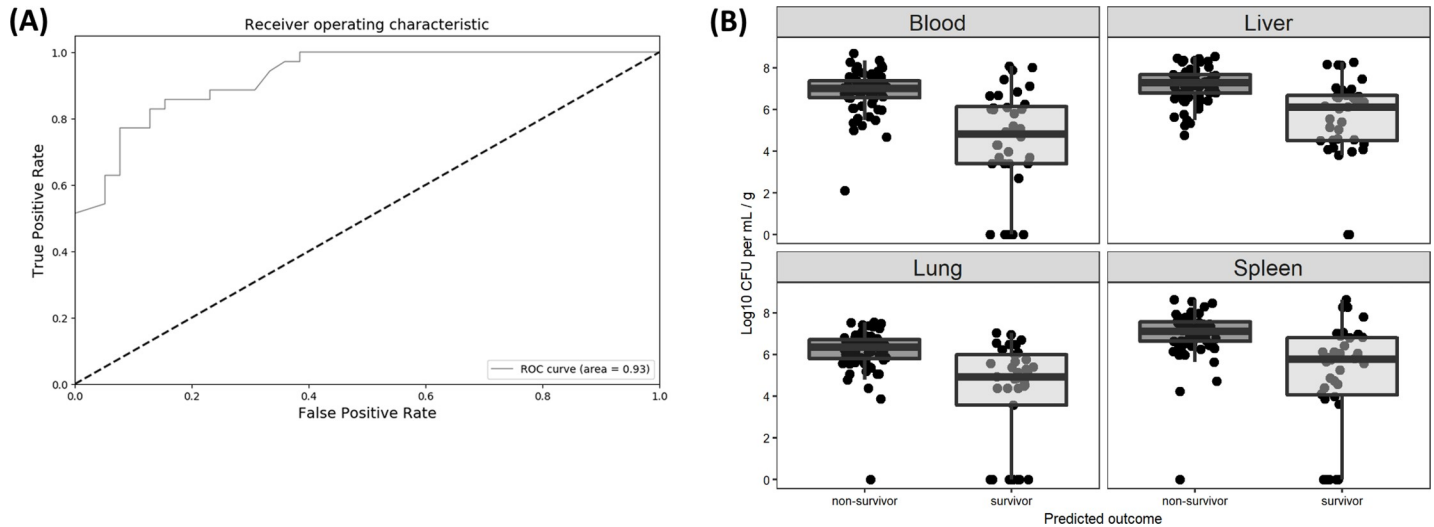 (A)
Receiver operating characteristic
1.0
0.8
0.6
0.4
0.2
0.0
True Positive Rate
0.0 0.2 0.4 0.6 0.8 1.0
False Positive Rate
ROC curve (area = 0.93)
(B)
Blood Liver
8
6
4
2
0
Lung Spleen
8
6
4
2
0
Log10 CFU per mL / g
non-survivor survivor non-survivor survivor
Predicted outcome